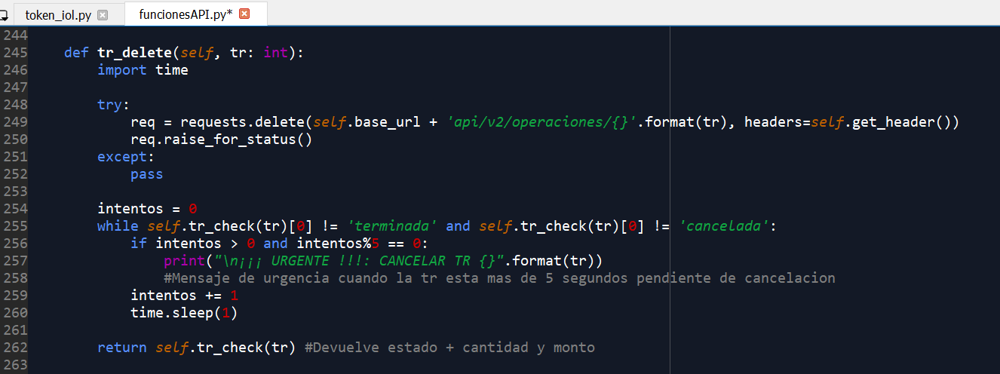 token_iol.py
funcionesAPI.py*
244
245 def tr_delete(self, tr: int):
246 import time
247
248 try:
249 req = requests.delete(self.base_url + 'api/v2/operaciones/{}'.format(tr), headers=self.get_header())
250 req.raise_for_status()
251 except:
252 pass
253
254 intentos = 0
255 while self.tr_check(tr)[0] != 'terminada' and self.tr_check(tr)[0] != 'cancelada':
256 if intentos > 0 and intentos%5 == 0:
257 print("\n¡¡¡ URGENTE !!!: CANCELAR TR {}".format(tr))
258 #Mensaje de urgencia cuando la tr esta mas de 5 segundos pendiente de cancelacion
259 intentos += 1
260 time.sleep(1)
261
262 return self.tr_check(tr) #Devuelve estado + cantidad y monto
263